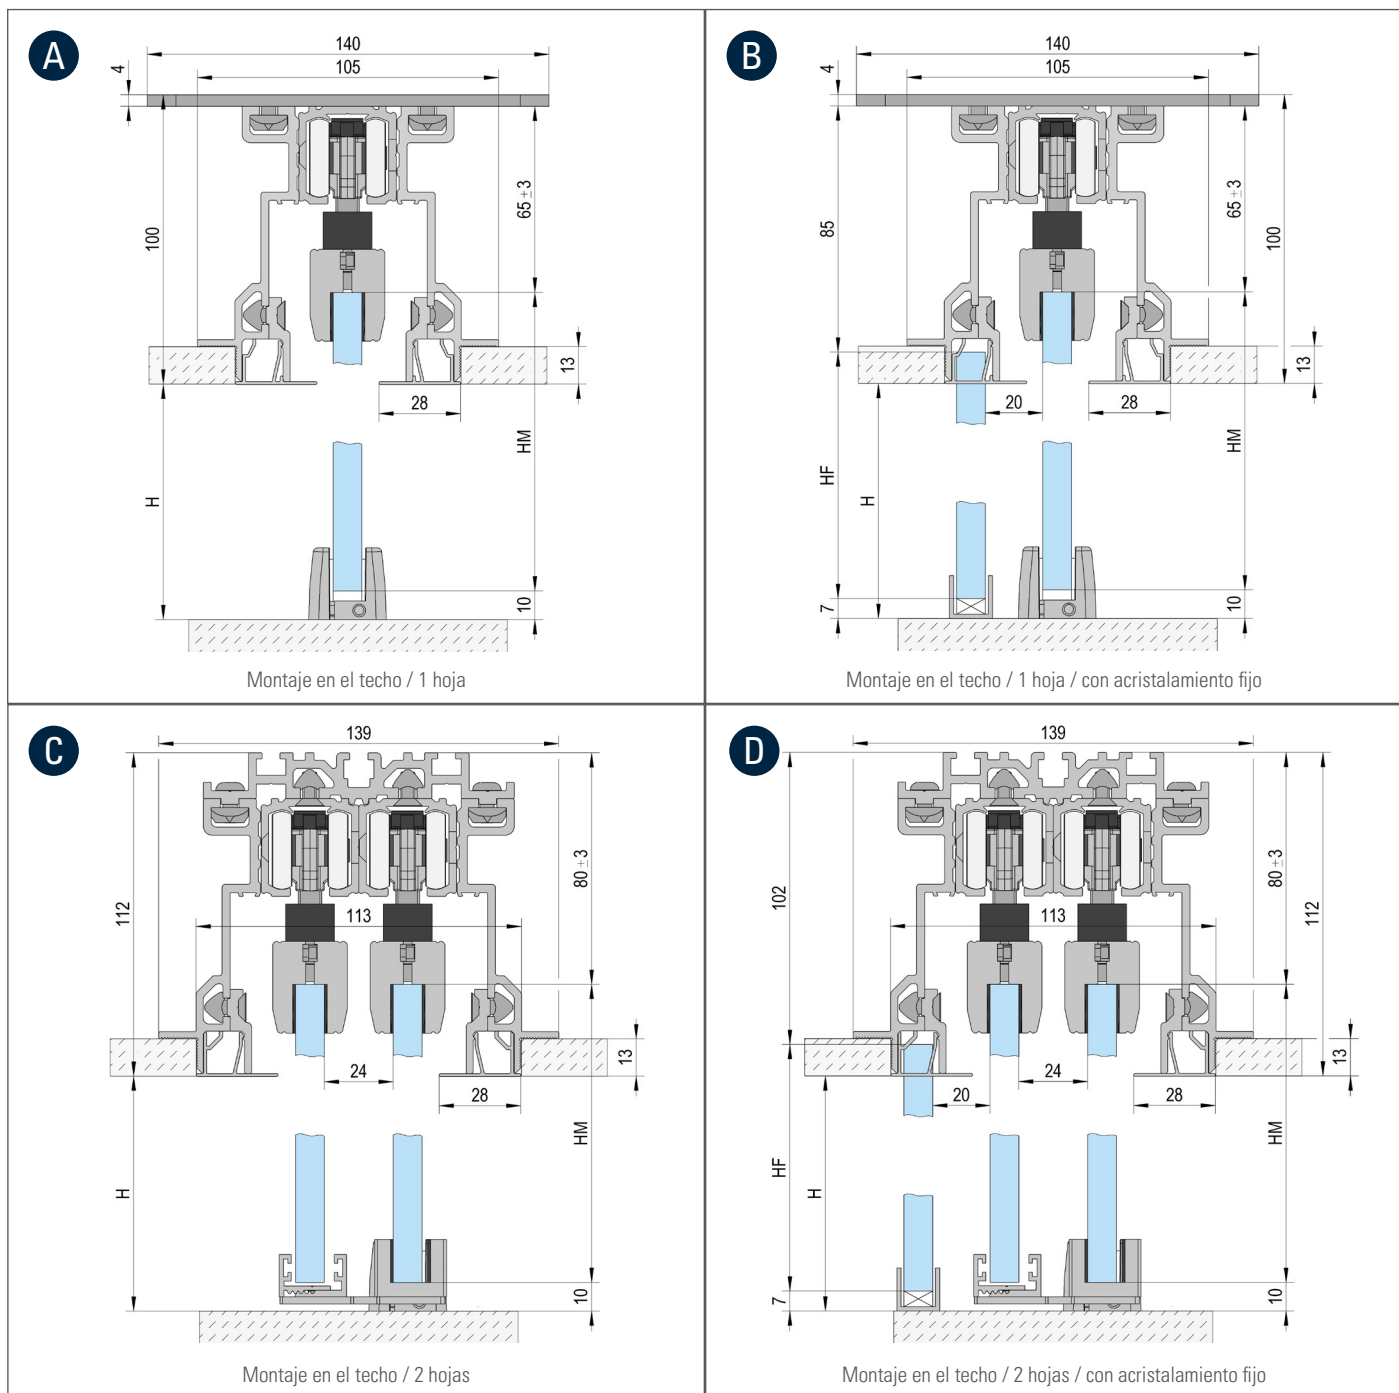 A
140
105
4
100
65 ±3
13
28
HM
H
10
Montaje en el techo / 1 hoja
B
140
105
4
85
65 ±3
100
13
20
28
HF
H
HM
7
10
Montaje en el techo / 1 hoja / con acristalamiento fijo
C
139
112
80 ±3
113
13
24
28
HM
H
10
Montaje en el techo / 2 hojas
D
139
102
80 ±3
112
113
13
20
24
28
HF
H
HM
7
10
Montaje en el techo / 2 hojas / con acristalamiento fijo